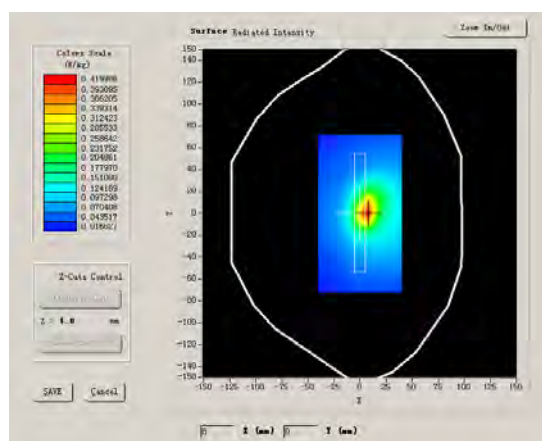 Surface Radiated Intensity
Zoom In/Out
Colors Scale
(W/kg)
0.419986
0.393095
0.366205
0.339314
0.312423
0.285533
0.258642
0.231752
0.204861
0.177970
0.151080
0.124189
0.097298
0.070408
0.043517
0.016627
150
140
120
100
80
60
40
20
0
-20
-40
-60
-80
-100
-120
-140
-150
-150 -125 -100 -75 -50 -25 0 25 50 75 100 125 150
Y
X
Z-Cuts Control
Z = mm
SAVE
Cancel
0 X (mm) 0 Y (mm)